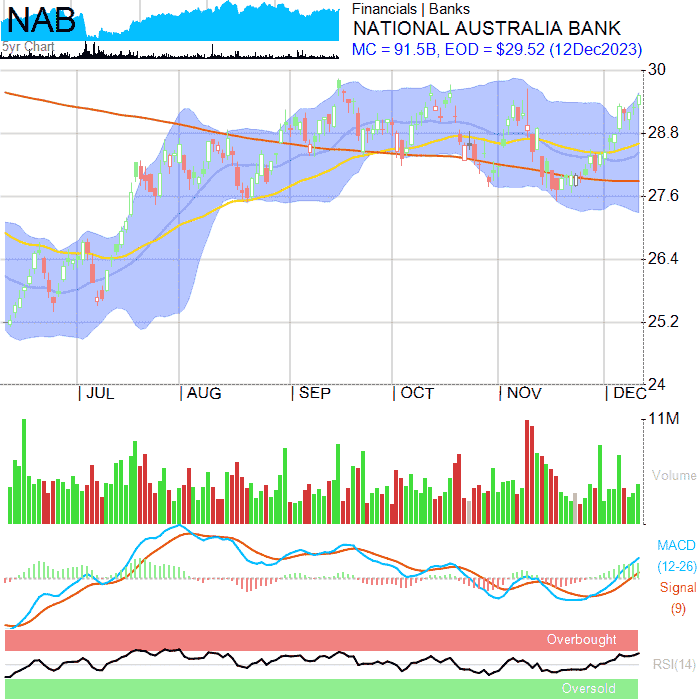 NAB
5yr Chart
Financials | Banks
NATIONAL AUSTRALIA BANK
MC = 91.5B, EOD = $29.52 (12Dec2023)
30
28.8
27.6
26.4
25.2
24
| JUL
| AUG
| SEP
| OCT
| NOV
| DEC
11M
Volume
MACD
(12-26)
Signal
(9)
Overbought
RSI(14)
Oversold